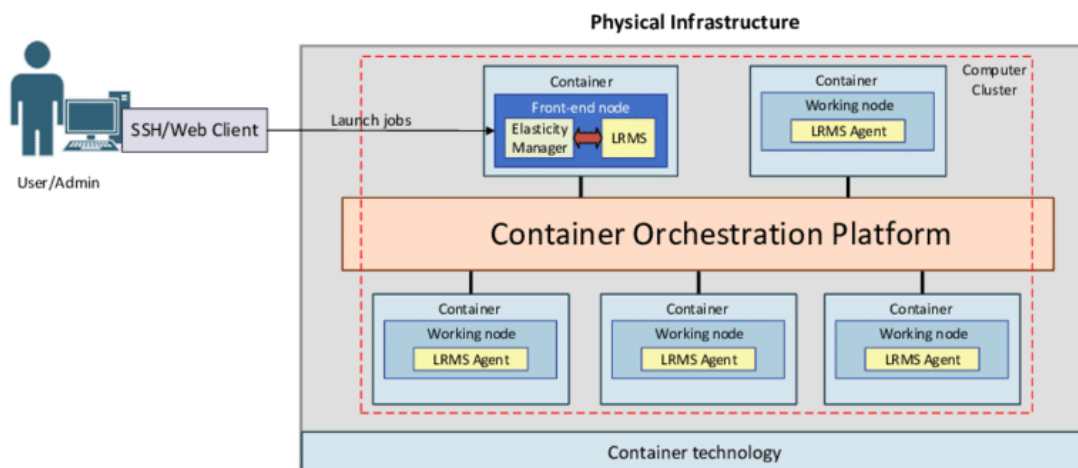 Physical Infrastructure
Computer
Cluster
Container
Front-end node
Elasticity
Manager
LRMS
Container
Working node
LRMS Agent
SSH/Web Client
Launch jobs
User/Admin
Container Orchestration Platform
Container
Working node
LRMS Agent
Container
Working node
LRMS Agent
Container
Working node
LRMS Agent
Container technology